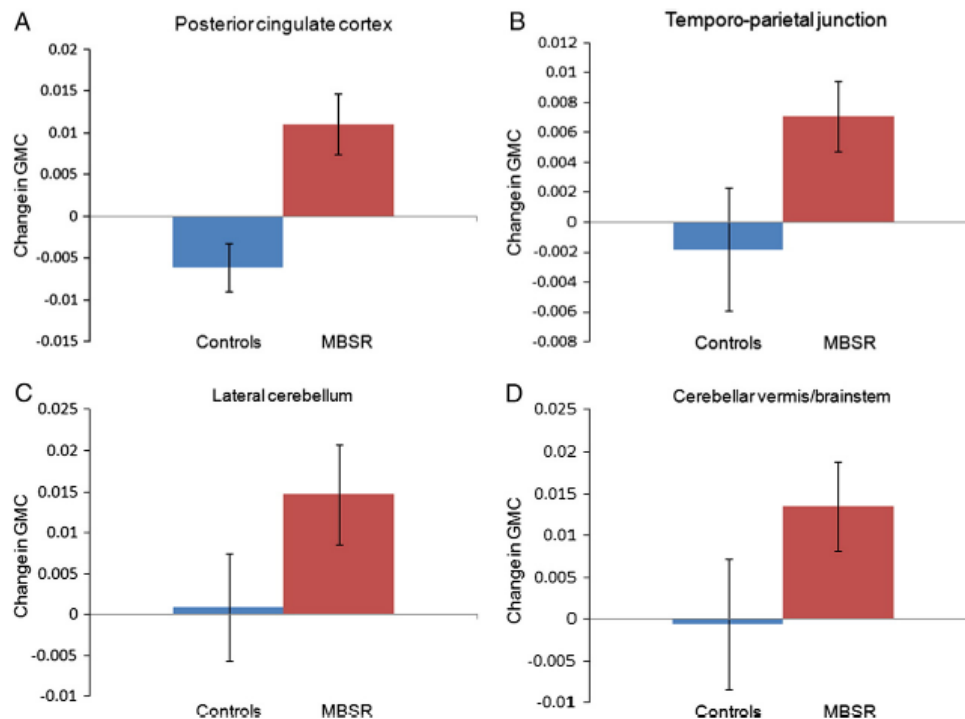 A
Posterior cingulate cortex
Change in GMC
0.02
0.015
0.01
0.005
0
-0.005
-0.01
-0.015
Controls
MBSR
B
Temporo-parietal junction
Change in GMC
0.012
0.01
0.008
0.006
0.004
0.002
0
-0.002
-0.004
-0.006
-0.008
Controls
MBSR
C
Lateral cerebellum
Change in GMC
0.025
0.02
0.015
0.01
0.005
0
-0.005
-0.01
Controls
MBSR
D
Cerebellar vermis/brainstem
Change in GMC
0.025
0.02
0.015
0.01
0.005
0
-0.005
-0.01
Controls
MBSR